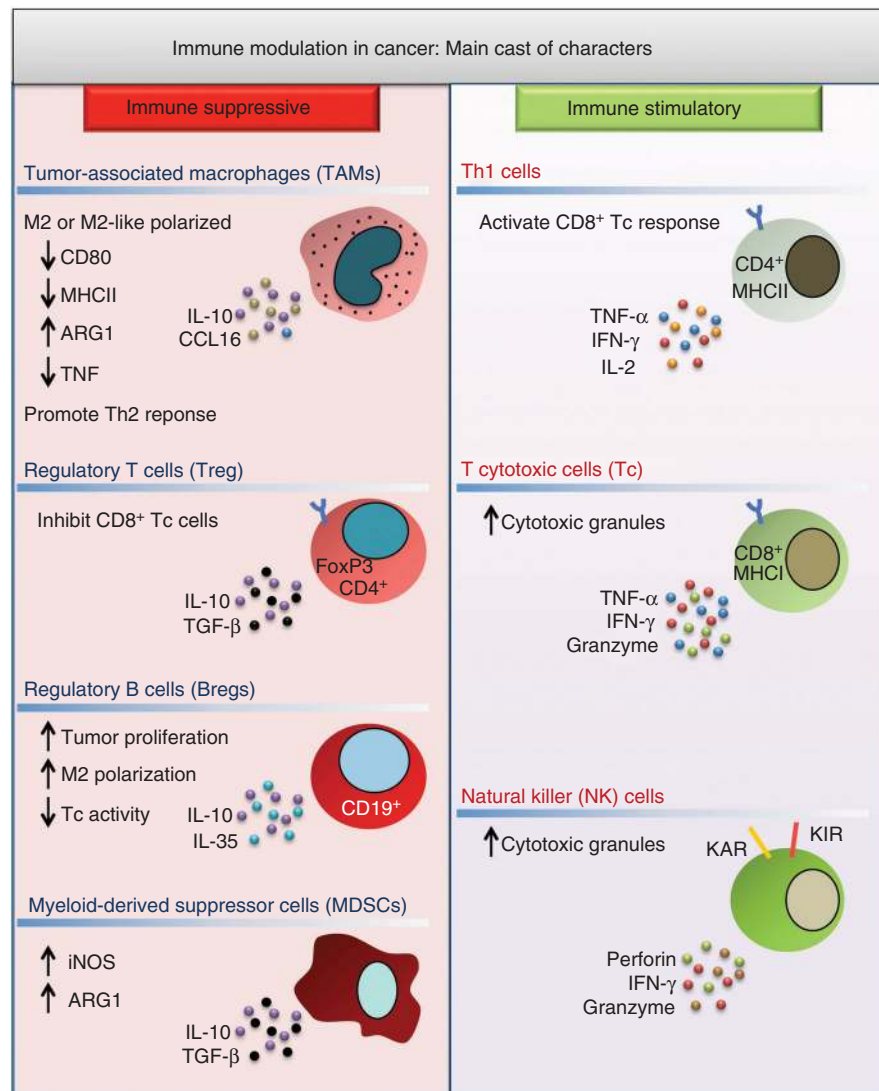 Immune modulation in cancer: Main cast of characters
Immune suppressive
Tumor-associated macrophages (TAMs)
M2 or M2-like polarized
↓ CD80
↓ MHCII
↑ ARG1
↓ TNF
IL-10
CCL16
Promote Th2 reponse
Regulatory T cells (Treg)
Inhibit CD8⁺ Tc cells
FoxP3
CD4⁺
IL-10
TGF-β
Regulatory B cells (Bregs)
↑ Tumor proliferation
↑ M2 polarization
↓ Tc activity
IL-10
IL-35
CD19⁺
Myeloid-derived suppressor cells (MDSCs)
↑ iNOS
↑ ARG1
IL-10
TGF-β
Immune stimulatory
Th1 cells
Activate CD8⁺ Tc response
CD4⁺
MHCII
TNF-α
IFN-γ
IL-2
T cytotoxic cells (Tc)
↑ Cytotoxic granules
CD8⁺
MHCI
TNF-α
IFN-γ
Granzyme
Natural killer (NK) cells
↑ Cytotoxic granules
KAR
KIR
Perforin
IFN-γ
Granzyme